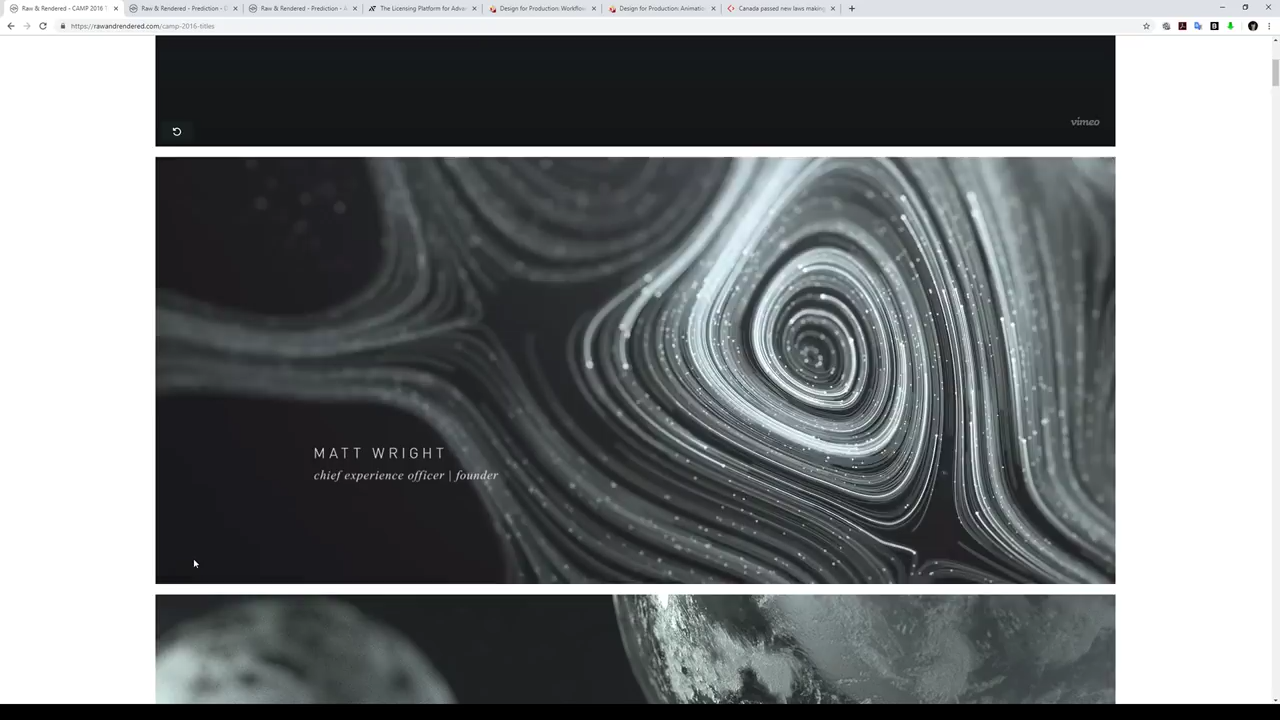 Raw & Rendered - CAMP 2016 T
Raw & Rendered - Prediction - B
Raw & Rendered - Prediction - A
The Licensing Platform for Adva
Design for Production: Workflow
Design for Production: Animatio
Canada passed new laws making
https://rawandrendered.com/camp-2016-titles
vimeo
MATT WRIGHT
chief experience officer | founder